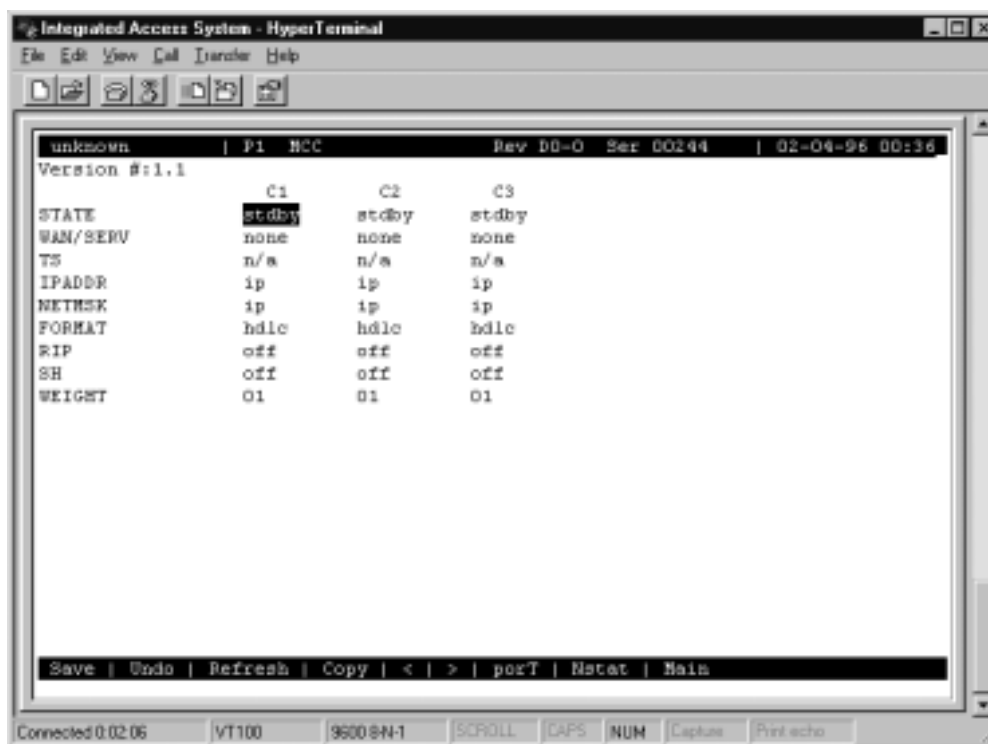 Integrated Access System - HyperTerminal
File Edit View Call Transfer Help
unknown | P1 MCC Rev D0-0 Ser 00244 | 02-04-96 00:36
Version #:1.1
C1 C2 C3
STATE stdby stdby stdby
WAN/SERV none none none
TS n/a n/a n/a
IPADDR ip ip ip
NETMSK ip ip ip
FORMAT hdlc hdlc hdlc
RIP off off off
SH off off off
WEIGHT 01 01 01
Save | Undo | Refresh | Copy | < | > | porT | Nstat | Main
Connected 0:02:06 VT100 9600 8-N-1 SCROLL CAPS NUM Capture Print echo